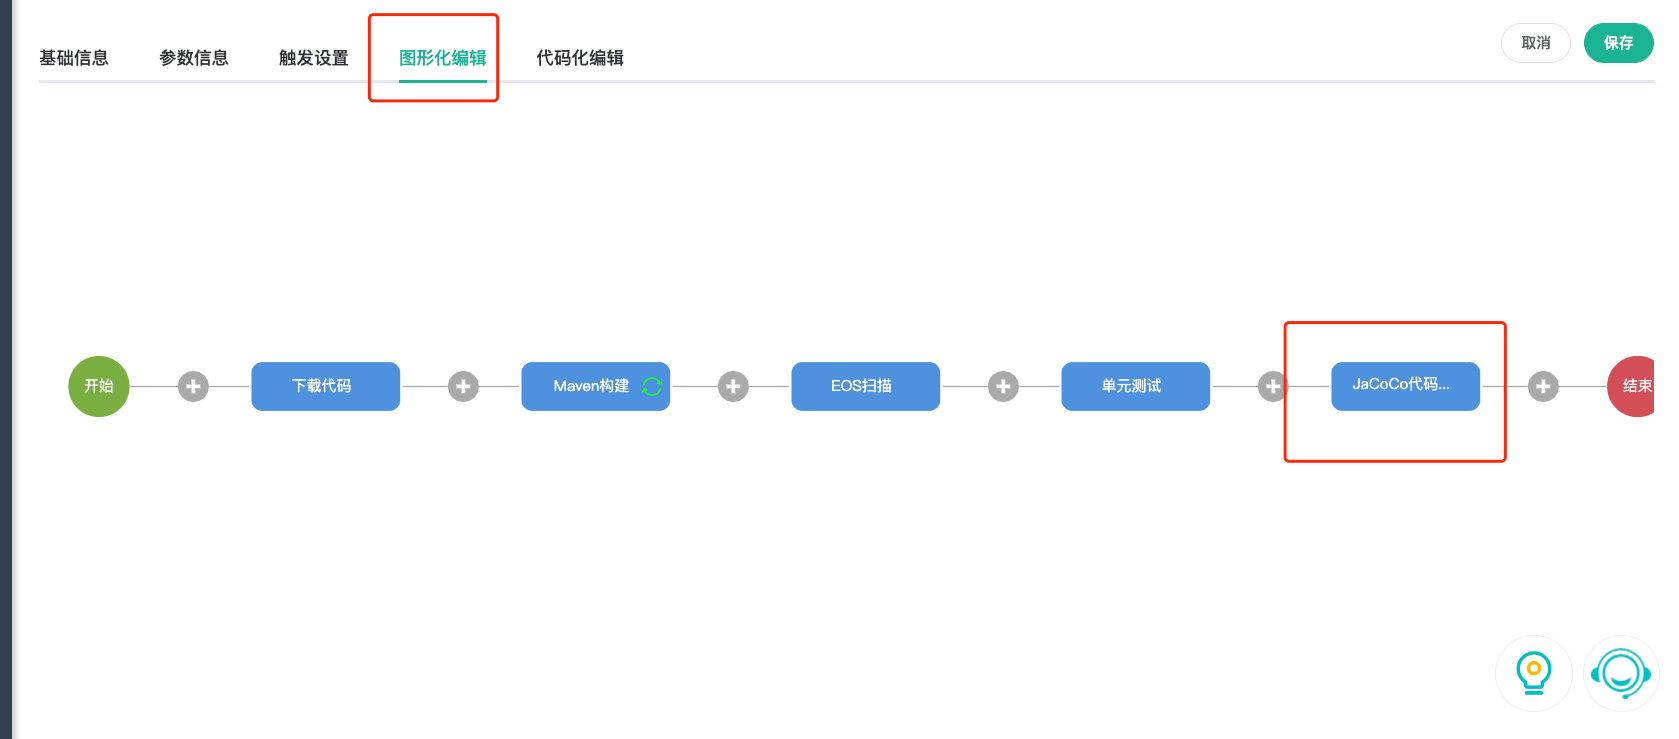 基础信息 参数信息 触发设置 图形化编辑 代码化编辑 取消 保存
开始 下载代码 Maven构建 EOS扫描 单元测试 JaCoCo代码... 结束